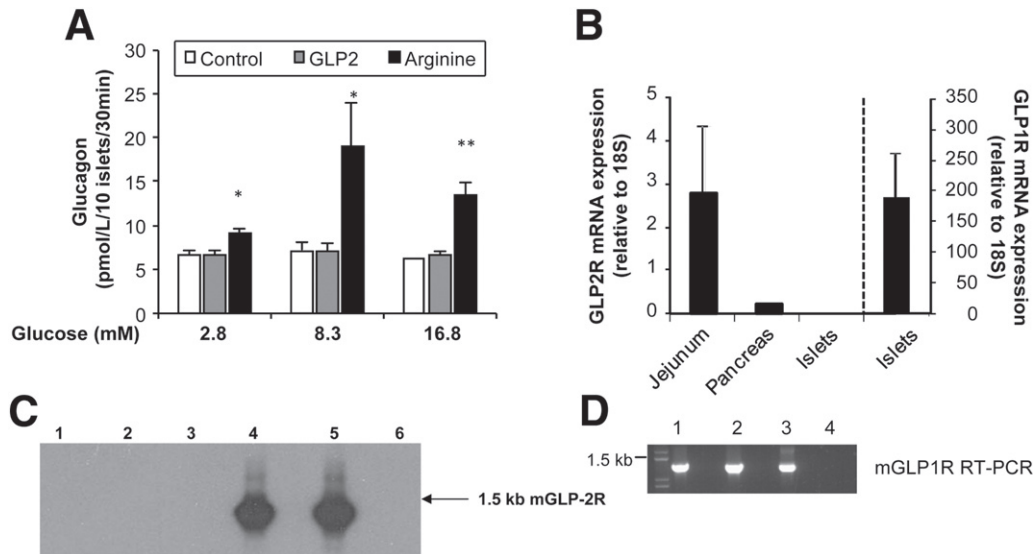 A
Control GLP2 Arginine
Glucagon
(pmol/L/10 islets/30min)
30
25
20
15
10
5
0
* * **
Glucose (mM) 2.8 8.3 16.8
B
GLP2R mRNA expression
(relative to 18S)
5
4
3
2
1
0
350
300
250
200
150
100
50
0
GLP1R mRNA expression
(relative to 18S)
Jejunum Pancreas Islets Islets
C
1 2 3 4 5 6
1.5 kb mGLP-2R
D
1 2 3 4
1.5 kb
mGLP1R RT-PCR